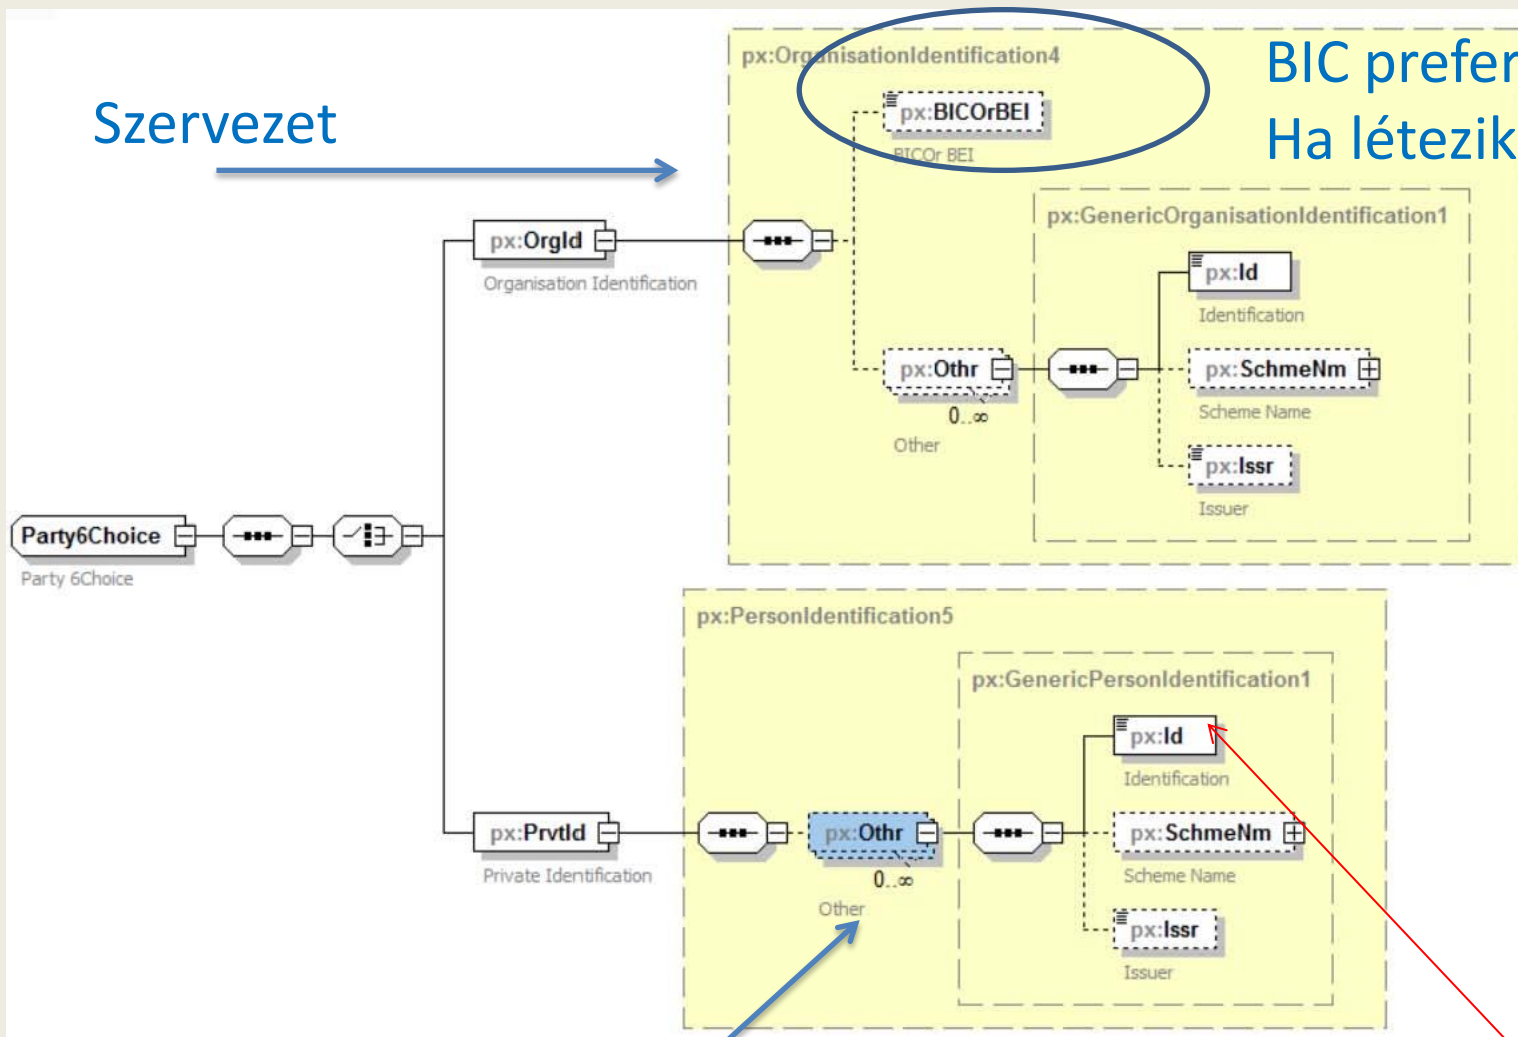 px:OrganisationIdentification4
BIC prefer
Szervezet
px:BICOrBEI
Ha létezik
BICOr BEI
px:GenericOrganisationIdentification1
px:OrgId
px:Id
Organisation Identification
Identification
px:Othr
px:SchmeNm
0..∞
Scheme Name
Other
px:Issr
Issuer
Party6Choice
Party 6Choice
px:PersonIdentification5
px:GenericPersonIdentification1
px:Id
Identification
px:PrvtId
px:Othr
px:SchmeNm
Private Identification
0..∞
Scheme Name
Other
px:Issr
Issuer